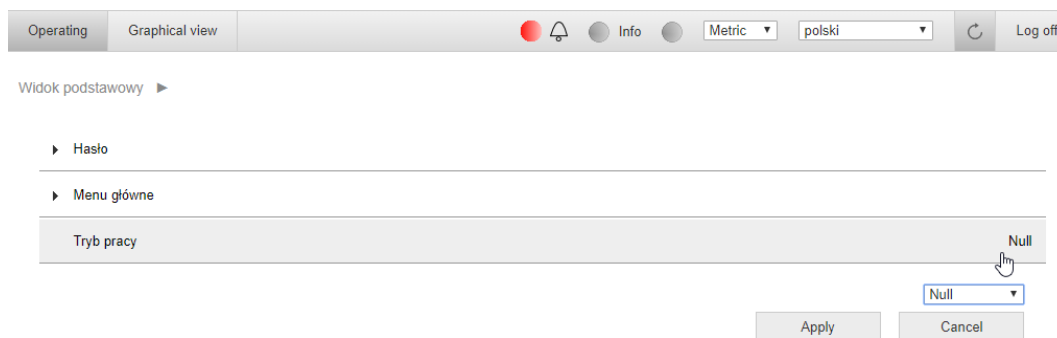 Operating Graphical view Info Metric polski Log off
Widok podstawowy
Hasło
Menu główne
Tryb pracy Null
Null
Apply Cancel